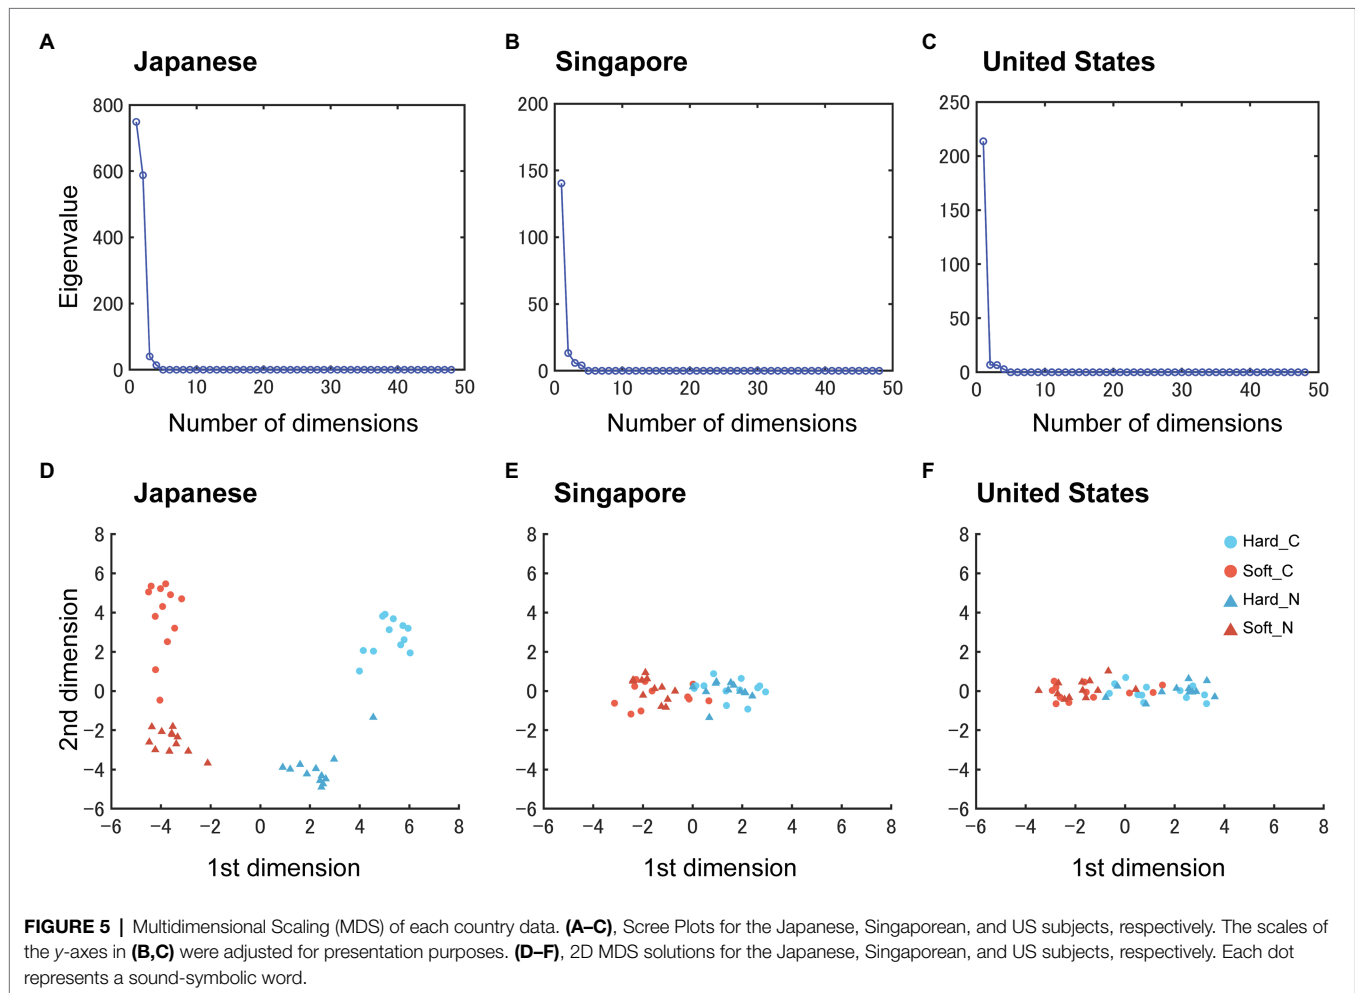 A
Japanese
B
Singapore
C
United States
800
600
400
200
0
Eigenvalue
0 10 20 30 40 50
Number of dimensions
200
150
100
50
0
0 10 20 30 40 50
Number of dimensions
250
200
150
100
50
0
0 10 20 30 40 50
Number of dimensions
D
Japanese
E
Singapore
F
United States
8
6
4
2
0
−2
−4
−6
2nd dimension
−6 −4 −2 0 2 4 6 8
1st dimension
8
6
4
2
0
−2
−4
−6
−6 −4 −2 0 2 4 6 8
1st dimension
8
6
4
2
0
−2
−4
−6
−6 −4 −2 0 2 4 6 8
1st dimension
Hard_C
Soft_C
Hard_N
Soft_N
FIGURE 5 | Multidimensional Scaling (MDS) of each country data. (A–C), Scree Plots for the Japanese, Singaporean, and US subjects, respectively. The scales of
the y-axes in (B,C) were adjusted for presentation purposes. (D–F), 2D MDS solutions for the Japanese, Singaporean, and US subjects, respectively. Each dot
represents a sound-symbolic word.